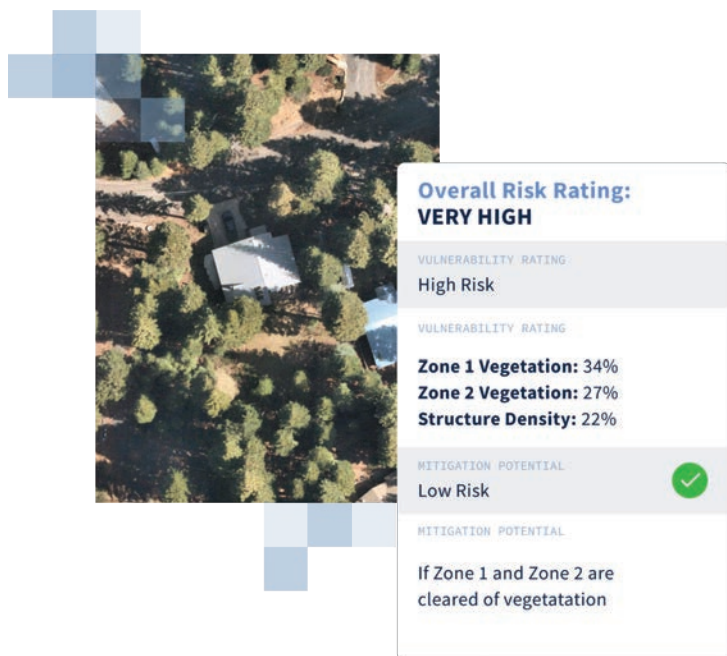 Overall Risk Rating:
VERY HIGH
VULNERABILITY RATING
High Risk
VULNERABILITY RATING
Zone 1 Vegetation: 34%
Zone 2 Vegetation: 27%
Structure Density: 22%
MITIGATION POTENTIAL
Low Risk
MITIGATION POTENTIAL
If Zone 1 and Zone 2 are
cleared of vegetatation